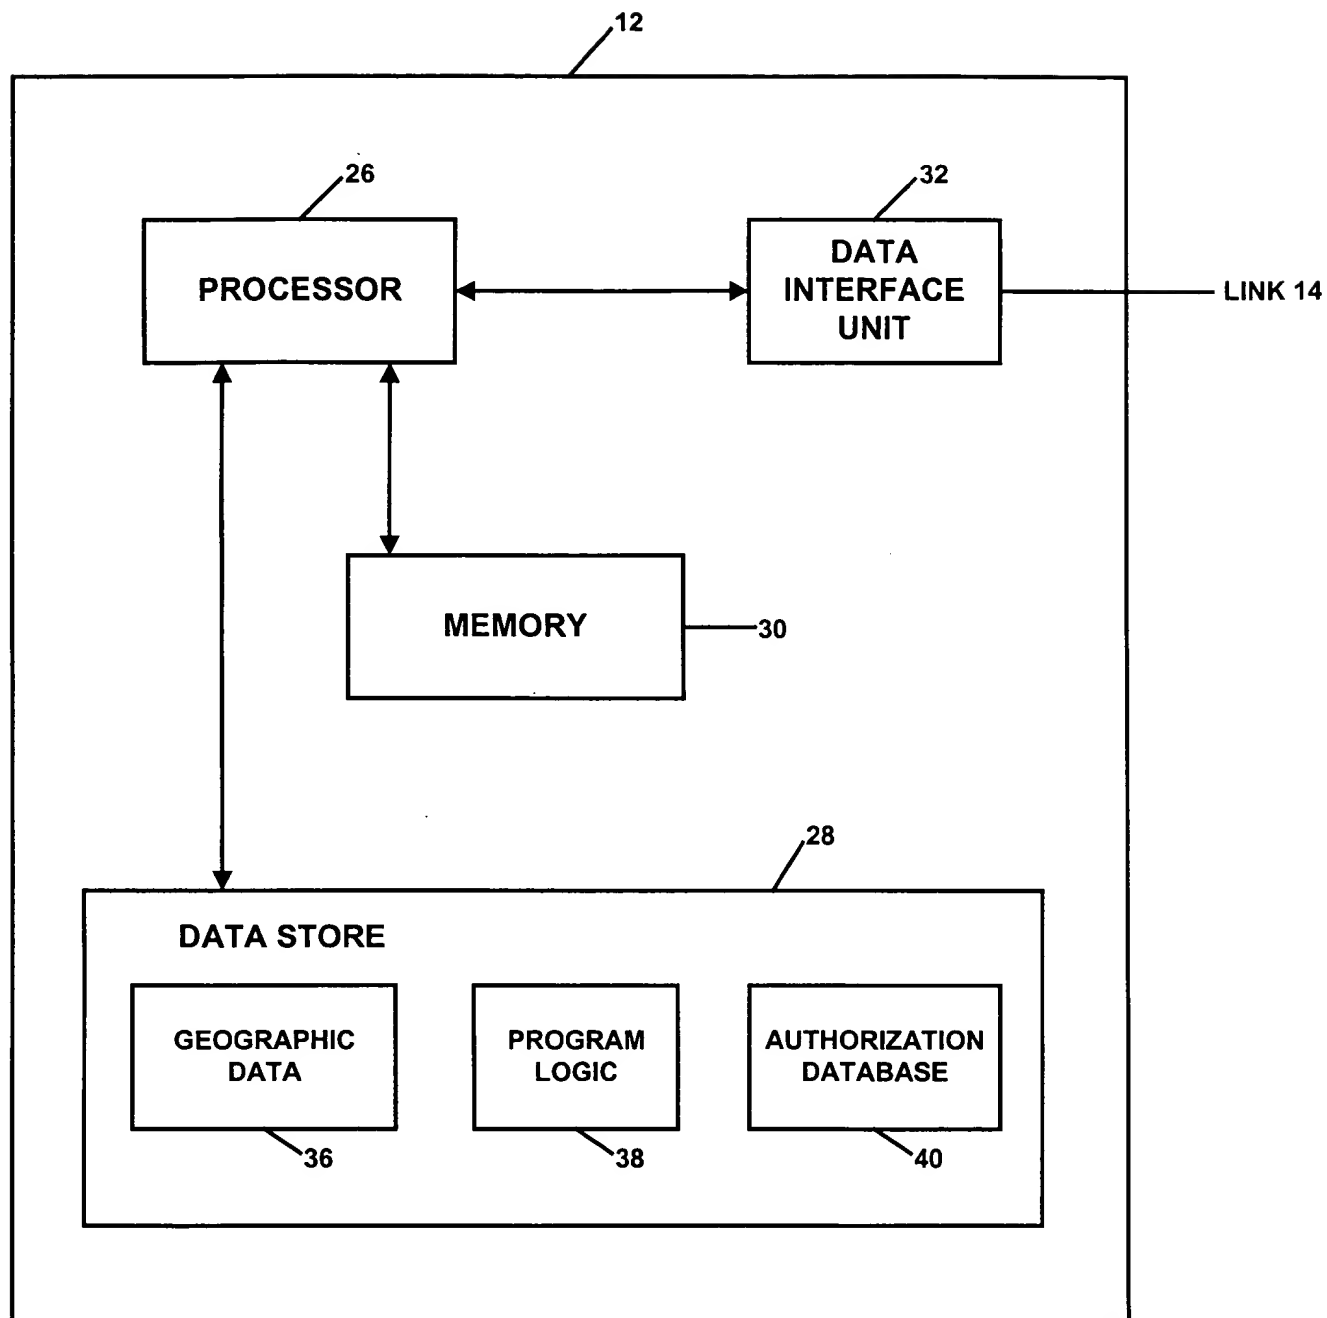 12
26
32
PROCESSOR
DATA
INTERFACE
UNIT
LINK 14
MEMORY
30
28
DATA STORE
GEOGRAPHIC
DATA
PROGRAM
LOGIC
AUTHORIZATION
DATABASE
36
38
40